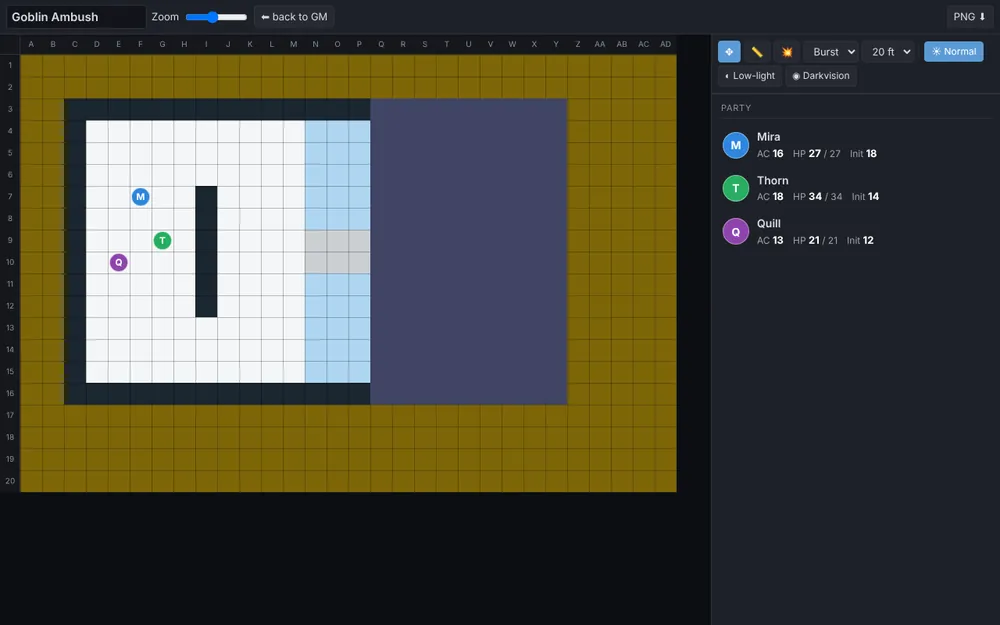 Goblin Ambush Zoom ⬅ back to GM PNG ⬇
A B C D E F G H I J K L M N O P Q R S T U V W X Y Z AA AB AC AD
Burst 20 ft ☀ Normal
Low-light ◉ Darkvision
PARTY
M Mira
AC 16 HP 27 / 27 Init 18
T Thorn
AC 18 HP 34 / 34 Init 14
Q Quill
AC 13 HP 21 / 21 Init 12
1
2
3
4
5
6
7 M
8
9 T
10 Q
11
12
13
14
15
16
17
18
19
20